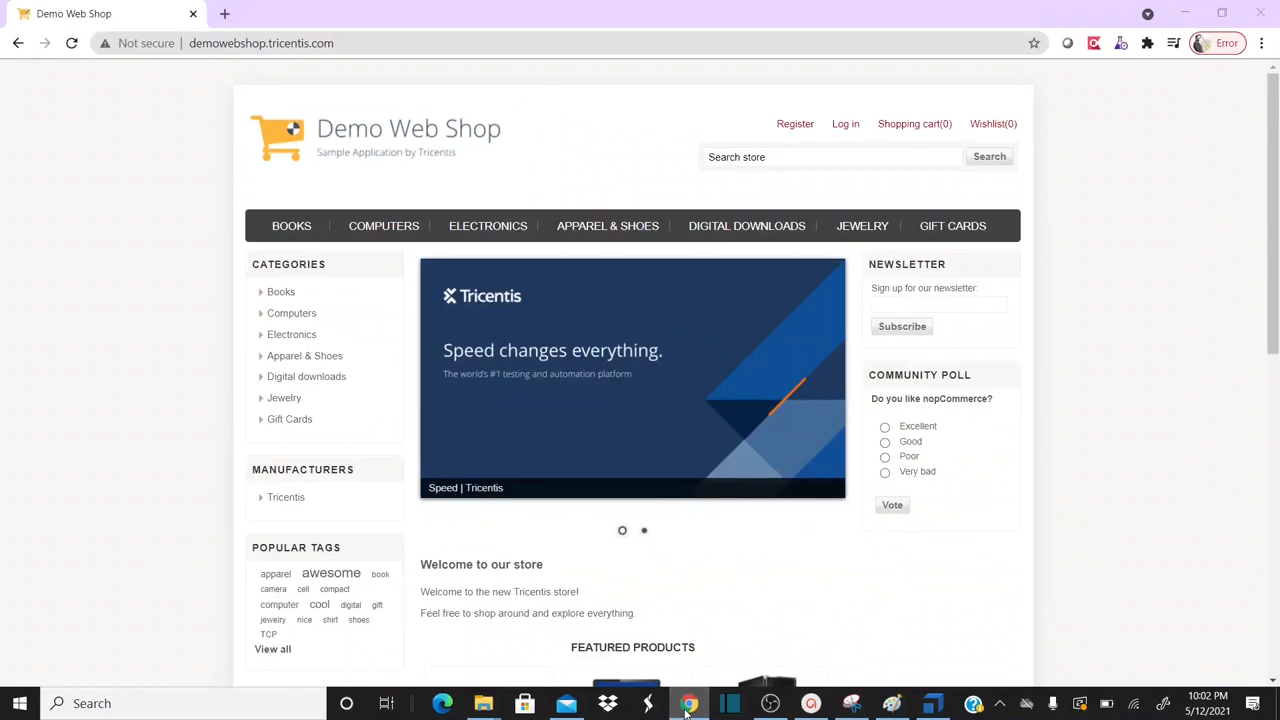 Demo Web Shop
Not secure | demowebshop.tricentis.com
Error
Demo Web Shop
Sample Application by Tricentis
Register Log in Shopping cart(0) Wishlist(0)
Search store Search
BOOKS COMPUTERS ELECTRONICS APPAREL & SHOES DIGITAL DOWNLOADS JEWELRY GIFT CARDS
CATEGORIES
Books
Computers
Electronics
Apparel & Shoes
Digital downloads
Jewelry
Gift Cards
MANUFACTURERS
Tricentis
POPULAR TAGS
apparel awesome book
camera cell compact
computer cool digital gift
jewelry nice shirt shoes
TCP
View all
Tricentis
Speed changes everything.
The world's #1 testing and automation platform
Speed | Tricentis
Welcome to our store
Welcome to the new Tricentis store!
Feel free to shop around and explore everything.
FEATURED PRODUCTS
NEWSLETTER
Sign up for our newsletter:
Subscribe
COMMUNITY POLL
Do you like nopCommerce?
Excellent
Good
Poor
Very bad
Vote
Search
10:02 PM
5/12/2021